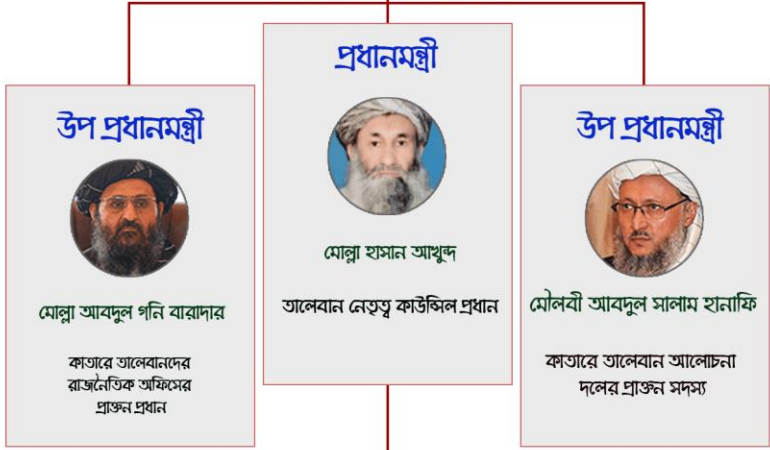 প্রধানমন্ত্রী
মোল্লা হাসান আখুন্দ
তালেবান নেতৃত্ব কাউন্সিল প্রধান
উপ প্রধানমন্ত্রী
মোল্লা আবদুল গনি বারাদার
কাতারে তালেবানদের
রাজনৈতিক অফিসের
প্রাক্তন প্রধান
উপ প্রধানমন্ত্রী
মৌলবী আবদুল সালাম হানাফি
কাতারে তালেবান আলোচনা
দলের প্রাক্তন সদস্য